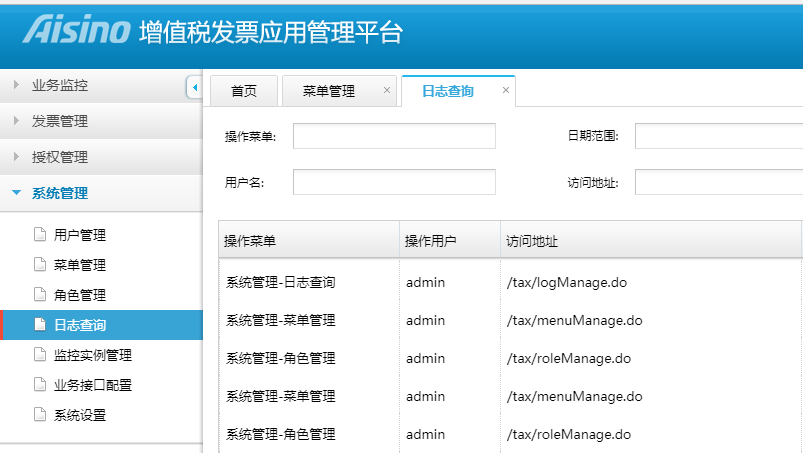 Aisino 增值税发票应用管理平台
业务监控
发票管理
授权管理
系统管理
用户管理
菜单管理
角色管理
日志查询
监控实例管理
业务接口配置
系统设置
首页 菜单管理 × 日志查询 ×
操作菜单: 日期范围:
用户名: 访问地址:
操作菜单 操作用户 访问地址
系统管理-日志查询 admin /tax/logManage.do
系统管理-菜单管理 admin /tax/menuManage.do
系统管理-角色管理 admin /tax/roleManage.do
系统管理-菜单管理 admin /tax/menuManage.do
系统管理-角色管理 admin /tax/roleManage.do